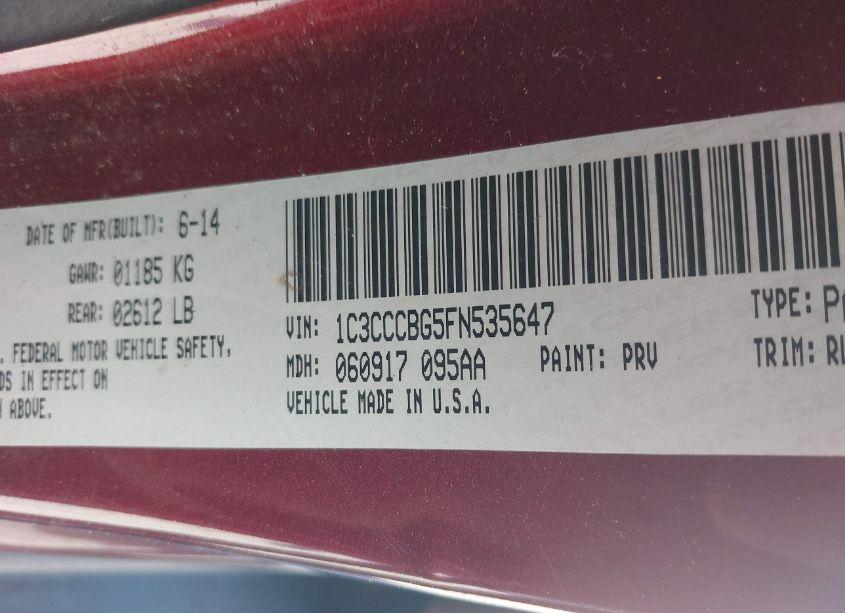 DATE OF MFR(BUILT): 6-14
GAWR: 01185 KG
REAR: 02612 LB
. FEDERAL MOTOR VEHICLE SAFETY,
DS IN EFFECT ON
ABOVE.
VIN: 1C3CCCBG5FN535647
MDH: 060917 095AA PAINT: PRV
VEHICLE MADE IN U.S.A.
TYPE:
TRIM: